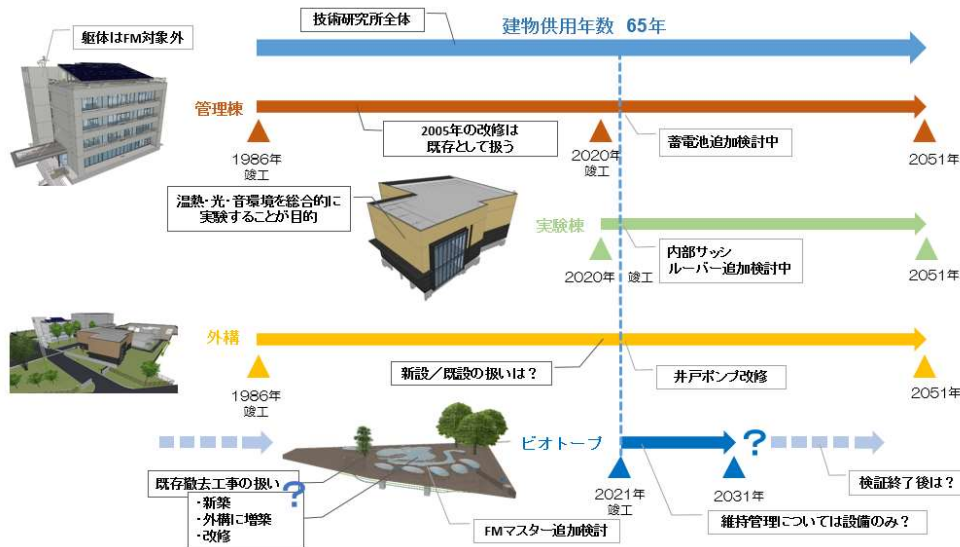 技術研究所全体
建物供用年数 65年
躯体はFM対象外
管理棟
2005年の改修は
既存として扱う
蓄電池追加検討中
1986年
竣工
2020年
竣工
2051年
温熱・光・音環境を総合的に
実験することが目的
実験棟
内部サッシ
ルーバー追加検討中
2020年 竣工
2051年
外構
新設／既設の扱いは？
井戸ポンプ改修
1986年
竣工
2051年
ビオトープ
?
既存撤去工事の扱い
?
・新築
・外構に増築
・改修
2021年
竣工
2031年
検証終了後は？
FMマスター追加検討
維持管理については設備のみ？